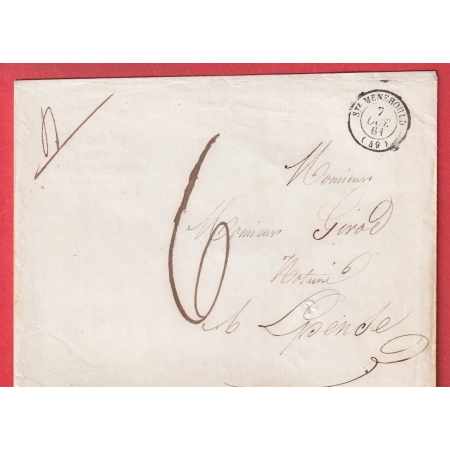 STE MENEHOULD
7
OCT
61
(49)
Monsieur
6
Monsieur Girod
Notaire
à